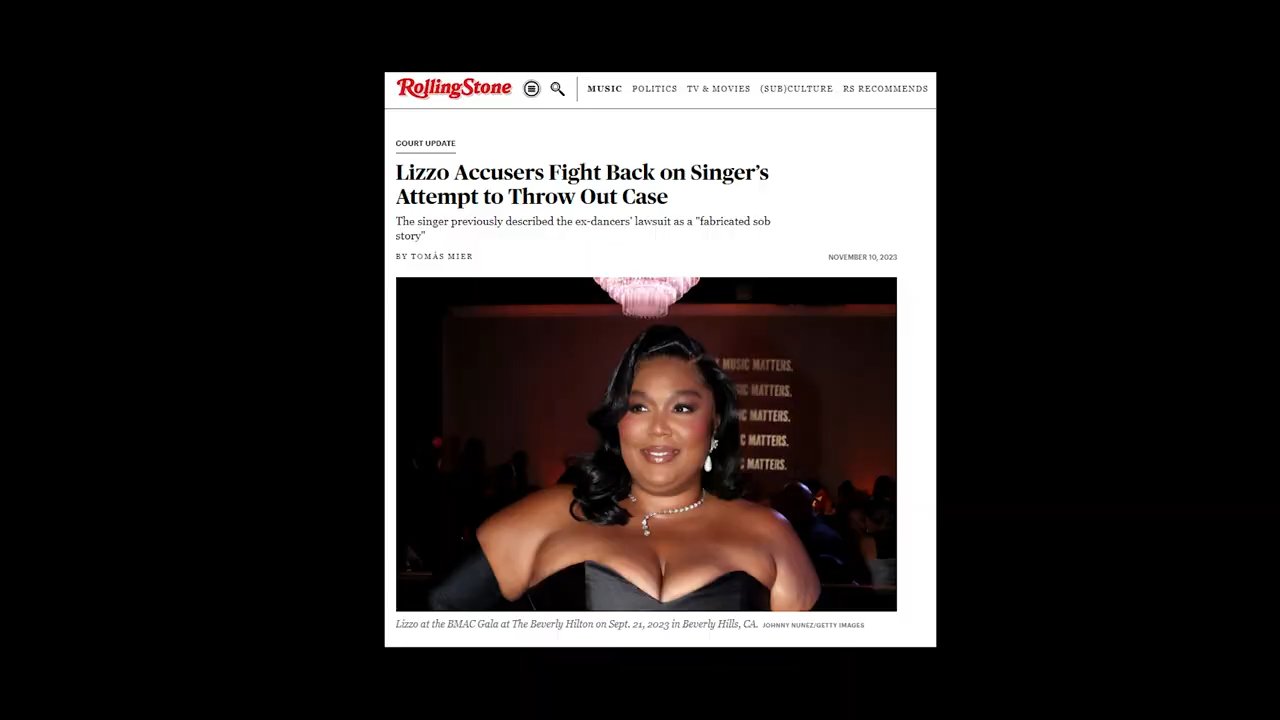 RollingStone
MUSIC POLITICS TV & MOVIES (SUB)CULTURE RS RECOMMENDS
COURT UPDATE
Lizzo Accusers Fight Back on Singer's
Attempt to Throw Out Case
The singer previously described the ex-dancers' lawsuit as a "fabricated sob
story"
BY TOMÁS MIER
NOVEMBER 10, 2023
MUSIC MATTERS.
MATTERS.
MATTERS.
MATTERS.
MATTERS.
Lizzo at the BMAC Gala at The Beverly Hilton on Sept. 21, 2023 in Beverly Hills, CA. JOHNNY NUNEZ/GETTY IMAGES